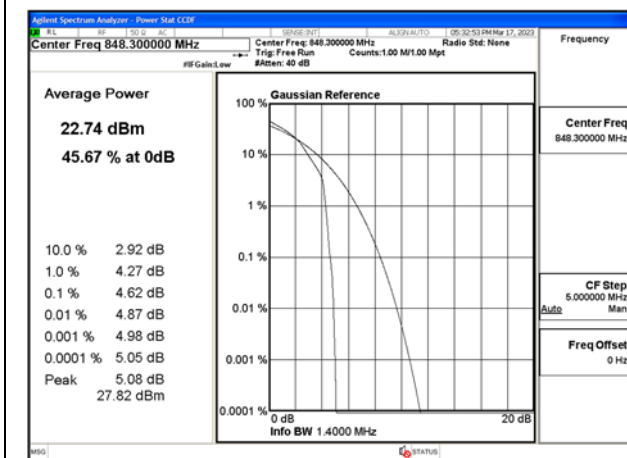 Agilent Spectrum Analyzer - Power Stat CCDF
RL RF 50 Ω AC SENSE:INT ALIGN AUTO 05:32:53 PM Mar 17, 2023
Center Freq 848.300000 MHz
Center Freq: 848.300000 MHz Radio Std: None
Trig: Free Run Counts:1.00 M/1.00 Mpt
#IFGain:Low #Atten: 40 dB
Frequency
Average Power
22.74 dBm
45.67 % at 0dB
10.0 % 2.92 dB
1.0 % 4.27 dB
0.1 % 4.62 dB
0.01 % 4.87 dB
0.001 % 4.98 dB
0.0001 % 5.05 dB
Peak 5.08 dB
27.82 dBm
Gaussian Reference
100 %
10 %
1 %
0.1 %
0.01 %
0.001 %
0.0001 %
0 dB 20 dB
Info BW 1.4000 MHz
Center Freq
848.300000 MHz
CF Step
5.000000 MHz
Auto Man
Freq Offset
0 Hz
MSG STATUS